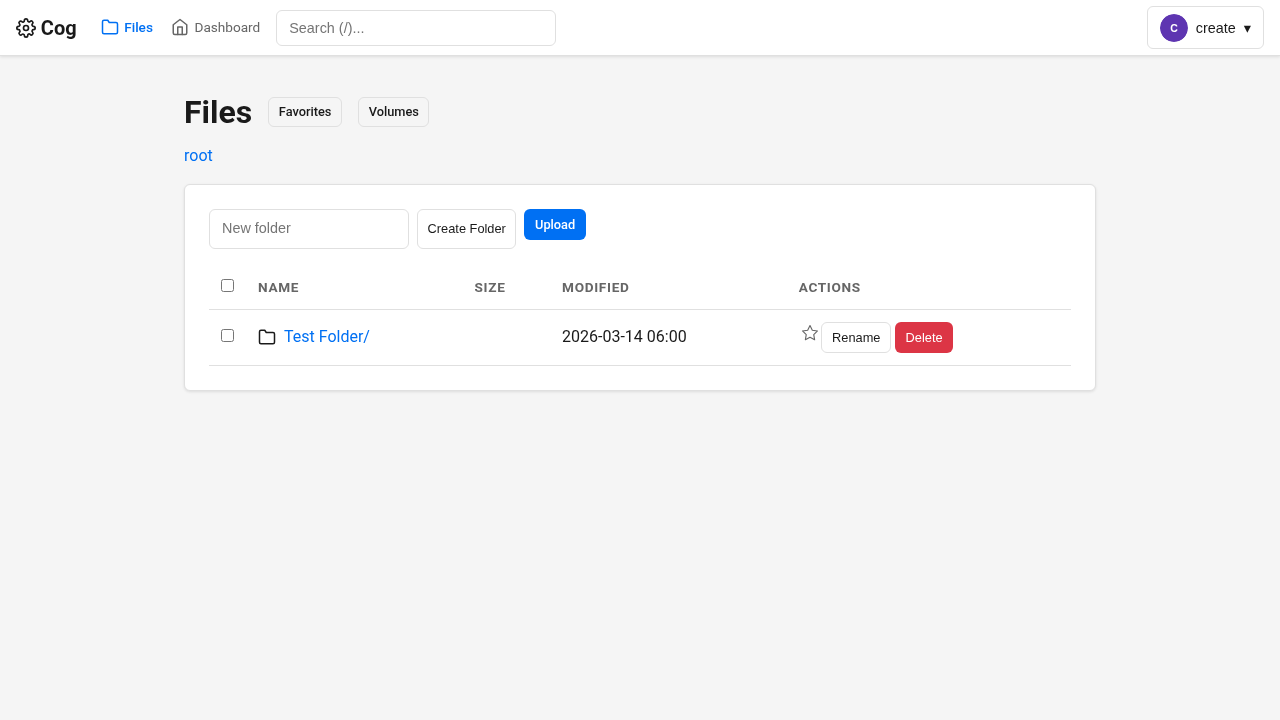 Cog Files Dashboard Search (/)... C create ▾
Files Favorites Volumes
root
New folder Create Folder Upload
NAME SIZE MODIFIED ACTIONS
Test Folder/ 2026-03-14 06:00 Rename Delete